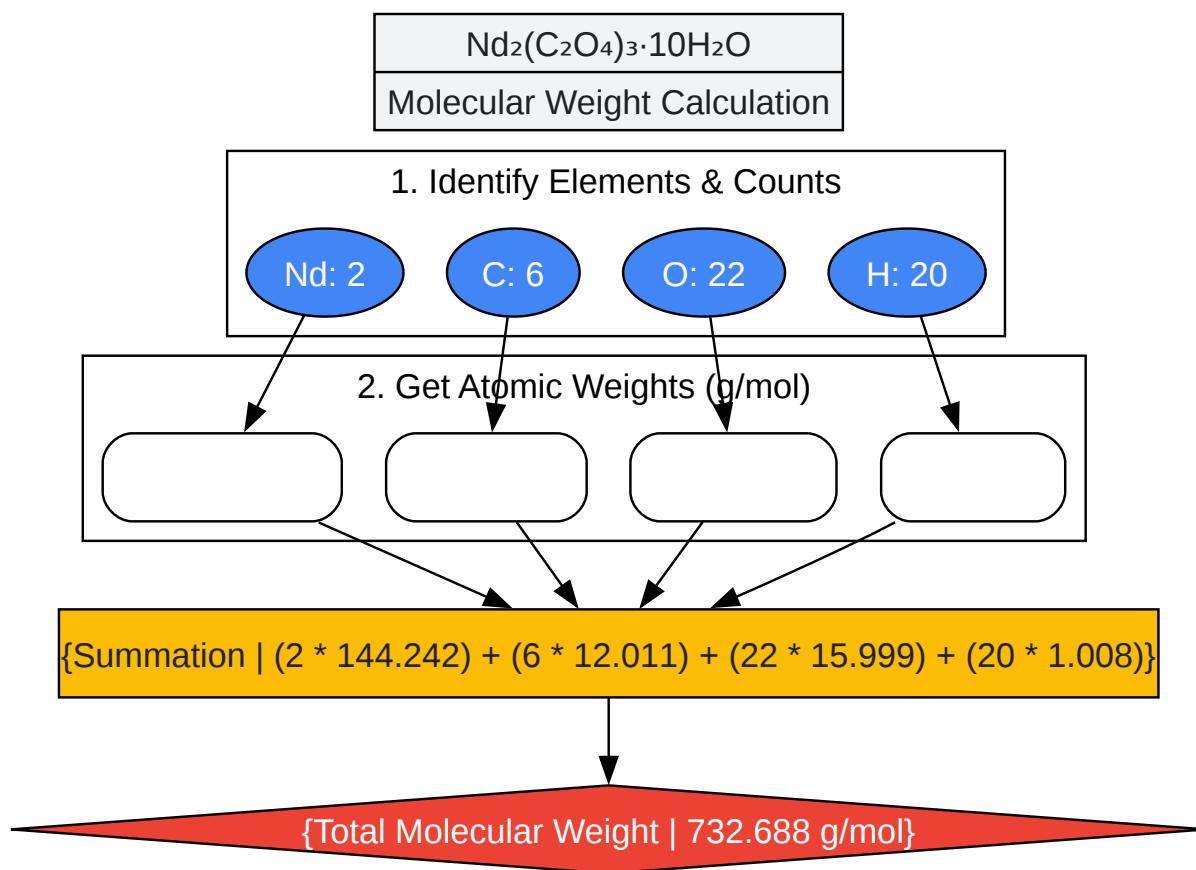 Nd₂(C₂O₄)₃·10H₂O
Molecular Weight Calculation
1. Identify Elements & Counts
Nd: 2
C: 6
O: 22
H: 20
2. Get Atomic Weights (g/mol)
{Summation | (2 * 144.242) + (6 * 12.011) + (22 * 15.999) + (20 * 1.008)}
{Total Molecular Weight | 732.688 g/mol}